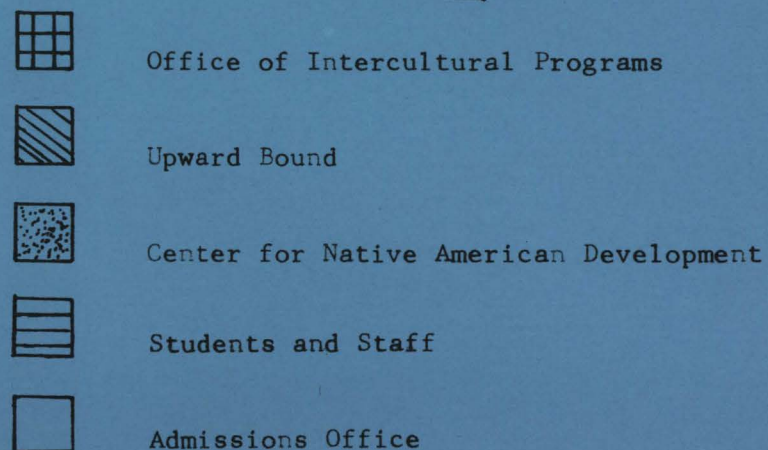 Office of Intercultural Programs
Upward Bound
Center for Native American Development
Students and Staff
Admissions Office